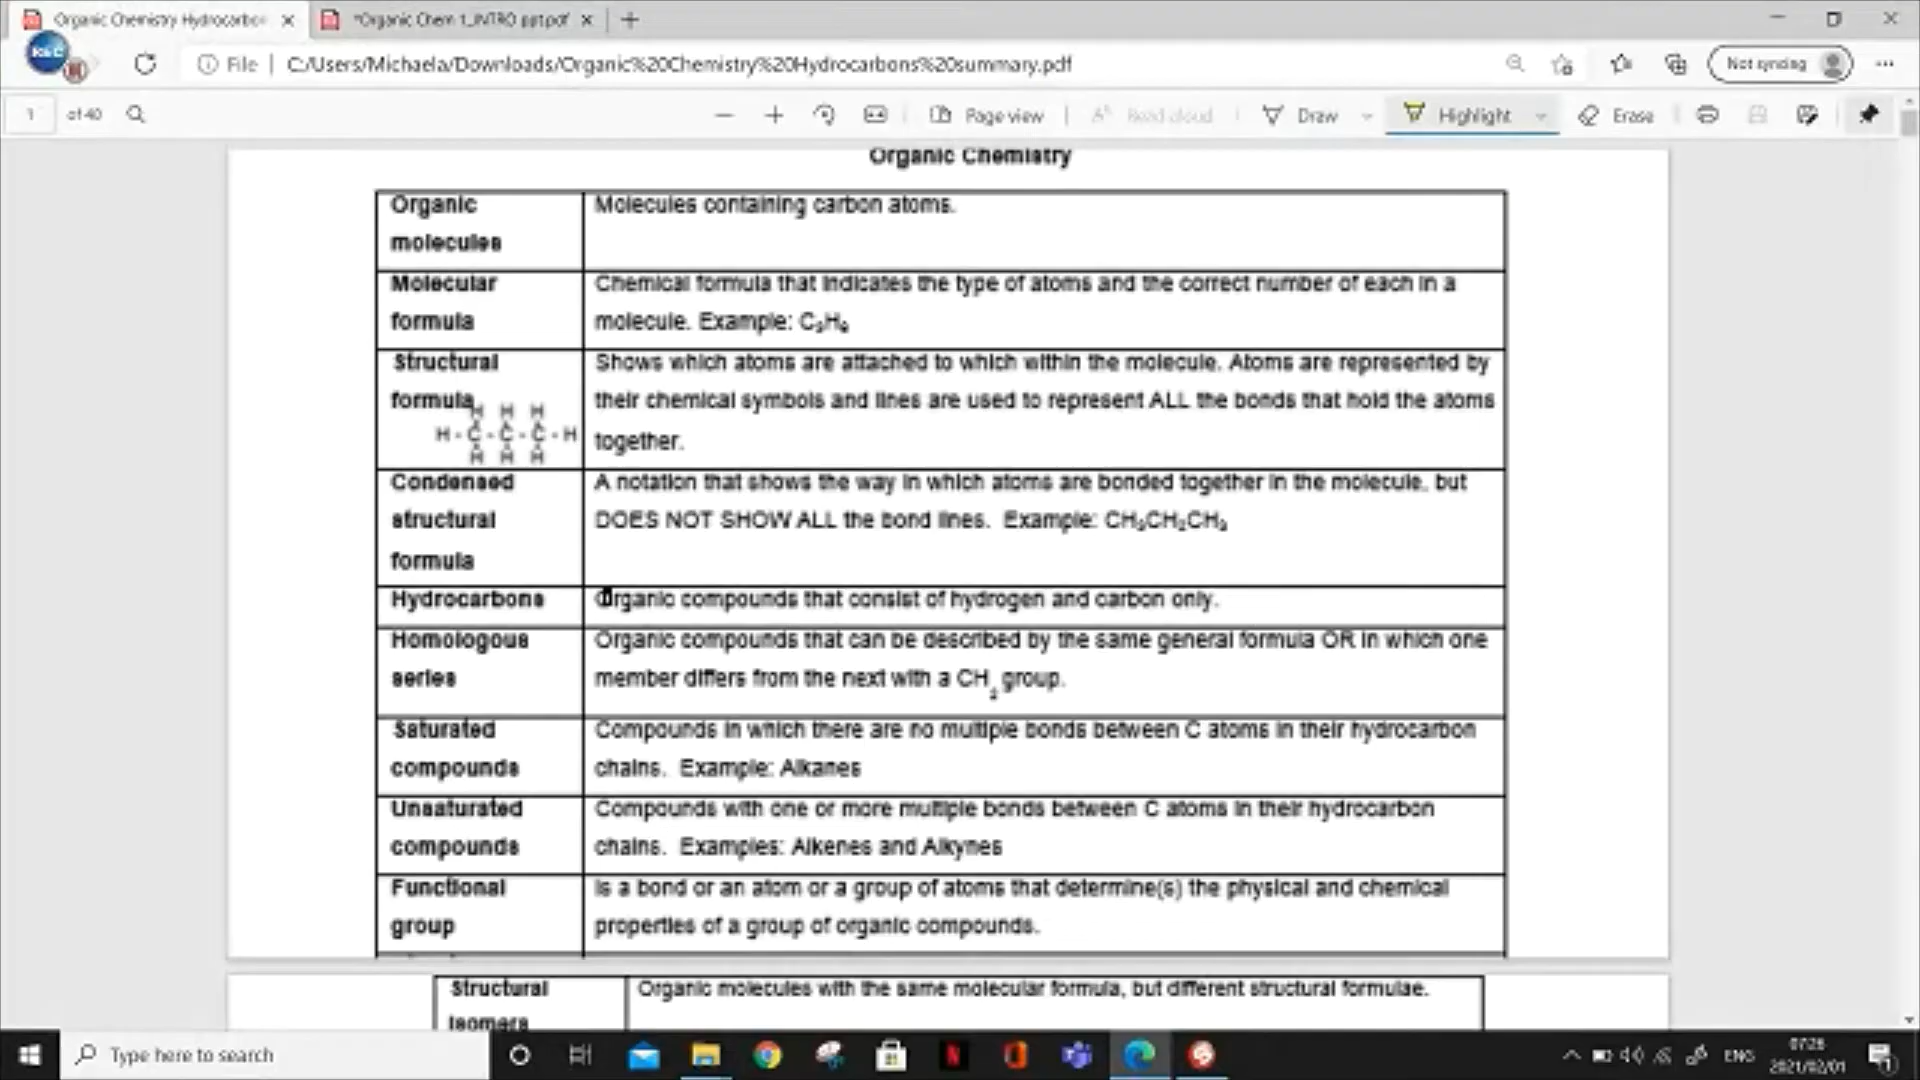 Organic Chemistry Hydrocarbo
*Organic Chem 1_INTRO ppt.pdf
REC
File | C:/Users/Michaela/Downloads/Organic%20Chemistry%20Hydrocarbons%20summary.pdf
Not syncing
1 of 40
Page view
Read aloud
Draw
Highlight
Erase
Organic Chemistry
Organic molecules
Molecules containing carbon atoms.
Molecular formula
Chemical formula that indicates the type of atoms and the correct number of each in a
molecule. Example: C₃H₈
Structural formula
H H H
H - C - C - C - H
H H H
Shows which atoms are attached to which within the molecule. Atoms are represented by
their chemical symbols and lines are used to represent ALL the bonds that hold the atoms
together.
Condensed structural formula
A notation that shows the way in which atoms are bonded together in the molecule, but
DOES NOT SHOW ALL the bond lines. Example: CH₃CH₂CH₃
Hydrocarbons
Organic compounds that consist of hydrogen and carbon only.
Homologous series
Organic compounds that can be described by the same general formula OR in which one
member differs from the next with a CH₂ group.
Saturated compounds
Compounds in which there are no multiple bonds between C atoms in their hydrocarbon
chains. Example: Alkanes
Unsaturated compounds
Compounds with one or more multiple bonds between C atoms in their hydrocarbon
chains. Examples: Alkenes and Alkynes
Functional group
Is a bond or an atom or a group of atoms that determine(s) the physical and chemical
properties of a group of organic compounds.
Structural Isomers
Organic molecules with the same molecular formula, but different structural formulae.
Type here to search
ENG
07:28
2021/02/01